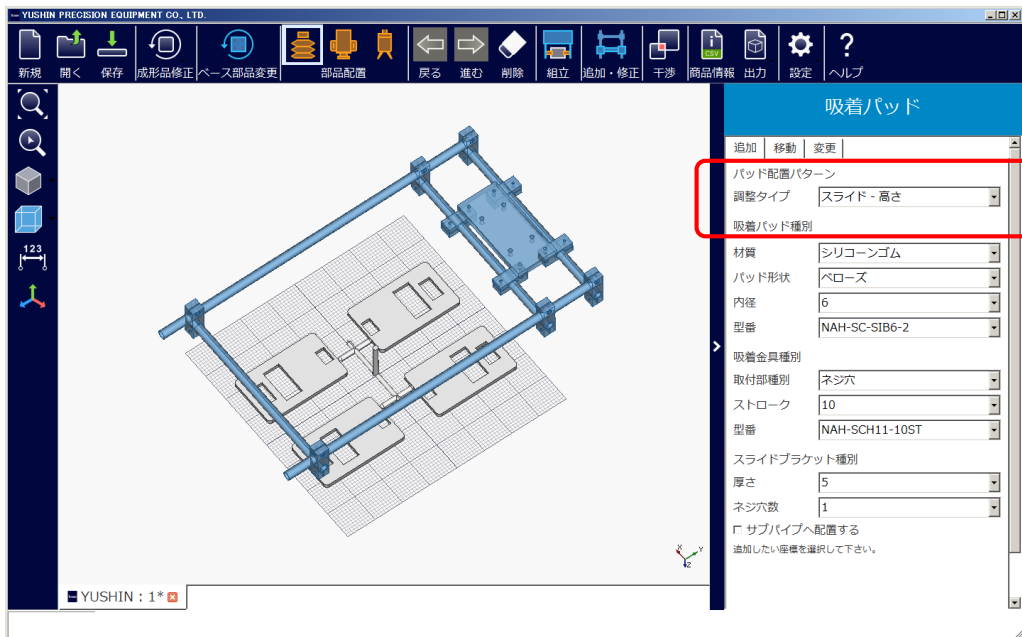 YUSHIN PRECISION EQUIPMENT CO., LTD.
新規 開く 保存 成形品修正 ベース部品変更 部品配置 戻る 進む 削除 組立 追加・修正 干渉 商品情報 出力 設定 ヘルプ
i
CSV
?
吸着パッド
追加 移動 変更
パッド配置パターン
調整タイプ スライド - 高さ
吸着パッド種別
材質 シリコーンゴム
パッド形状 ベローズ
内径 6
型番 NAH-SC-SIB6-2
吸着金具種別
取付部種別 ネジ穴
ストローク 10
型番 NAH-SCH11-10ST
スライドブラケット種別
厚さ 5
ネジ穴数 1
サブパイプへ配置する
追加したい座標を選択して下さい。
123
X Y
Z
YUSHIN : 1*